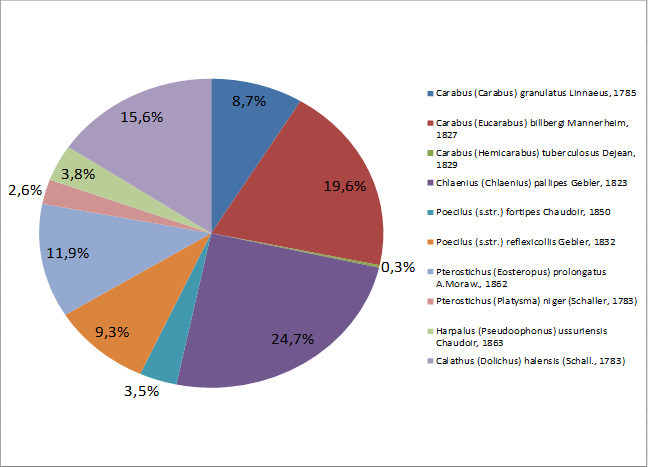 8,7%
19,6%
0,3%
24,7%
3,5%
9,3%
11,9%
2,6%
3,8%
15,6%
Carabus (Carabus) granulatus Linnaeus, 1785
Carabus (Eucarabus) billbergi Mannerheim,
1827
Carabus (Hemicarabus) tuberculosus Dejean,
1829
Chlaenius (Chlaenius) pallipes Gebler, 1823
Poecilus (s.str.) fortipes Chaudoir, 1850
Poecilus (s.str.) reflexicollis Gebler, 1832
Pterostichus (Eosteropus) prolongatus
A.Moraw., 1862
Pterostichus (Platysma) niger (Schaller, 1783)
Harpalus (Pseudoophonus) ussuriensis
Chaudoir, 1863
Calathus (Dolichus) halensis (Schall., 1783)